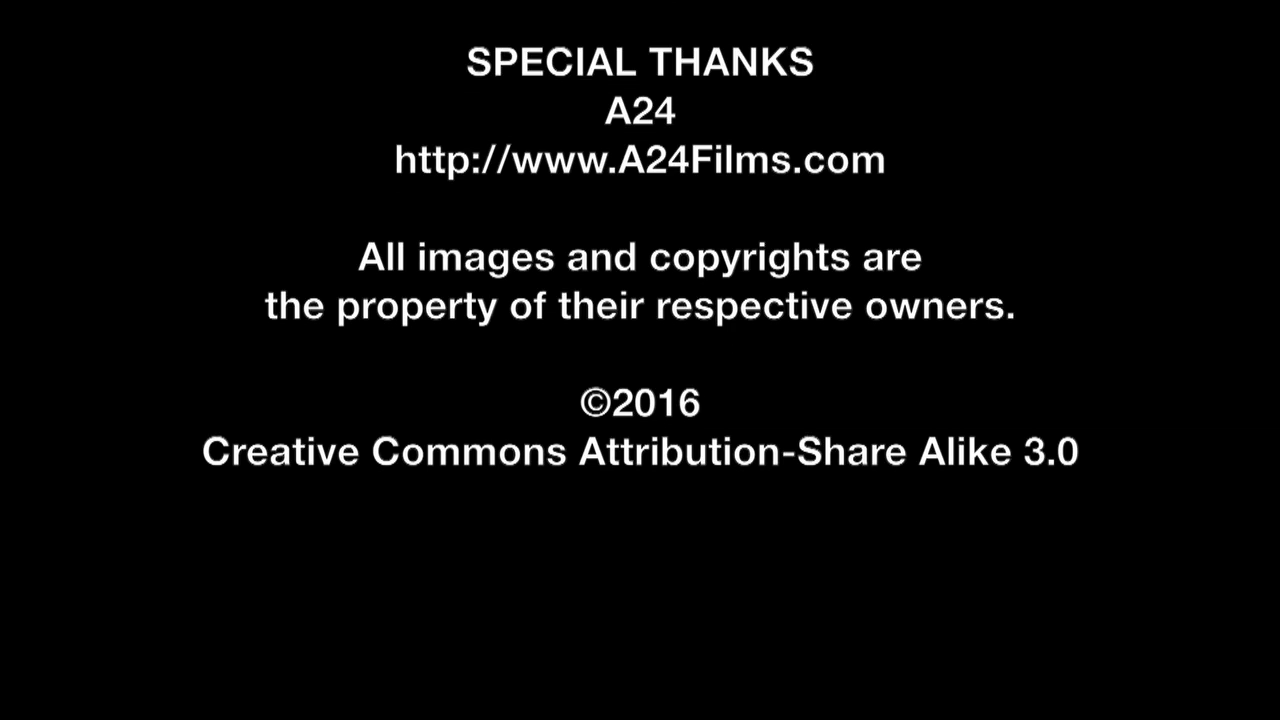 SPECIAL THANKS
A24
http://www.A24Films.com
All images and copyrights are
the property of their respective owners.
©2016
Creative Commons Attribution-Share Alike 3.0